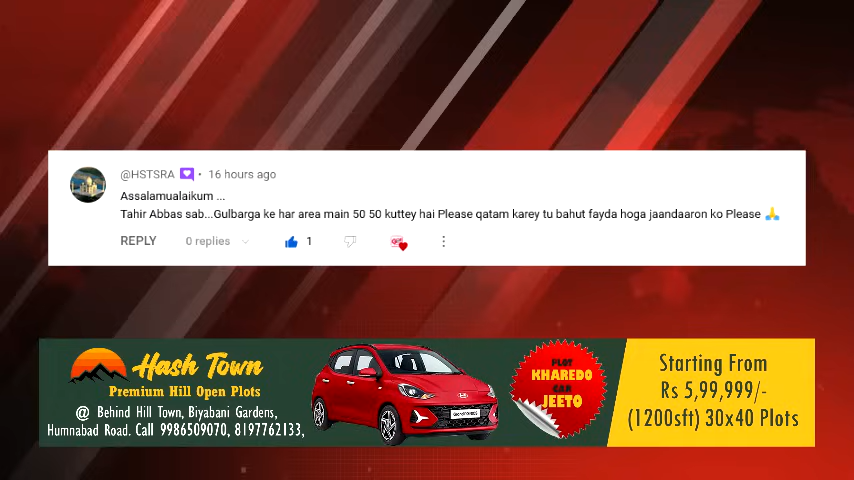 @HSTSRA • 16 hours ago
Assalamualaikum ...
Tahir Abbas sab...Gulbarga ke har area main 50 50 kuttey hai Please qatam karey tu bahut fayda hoga jaandaaron ko Please 🙏
REPLY 0 replies 1
Hash Town
Premium Hill Open Plots
@ Behind Hill Town, Biyabani Gardens,
Humnabad Road. Call 9986509070, 8197762133,
PLOT
KHAREDO
CAR
JEETO
Starting From
Rs 5,99,999/-
(1200sft) 30x40 Plots